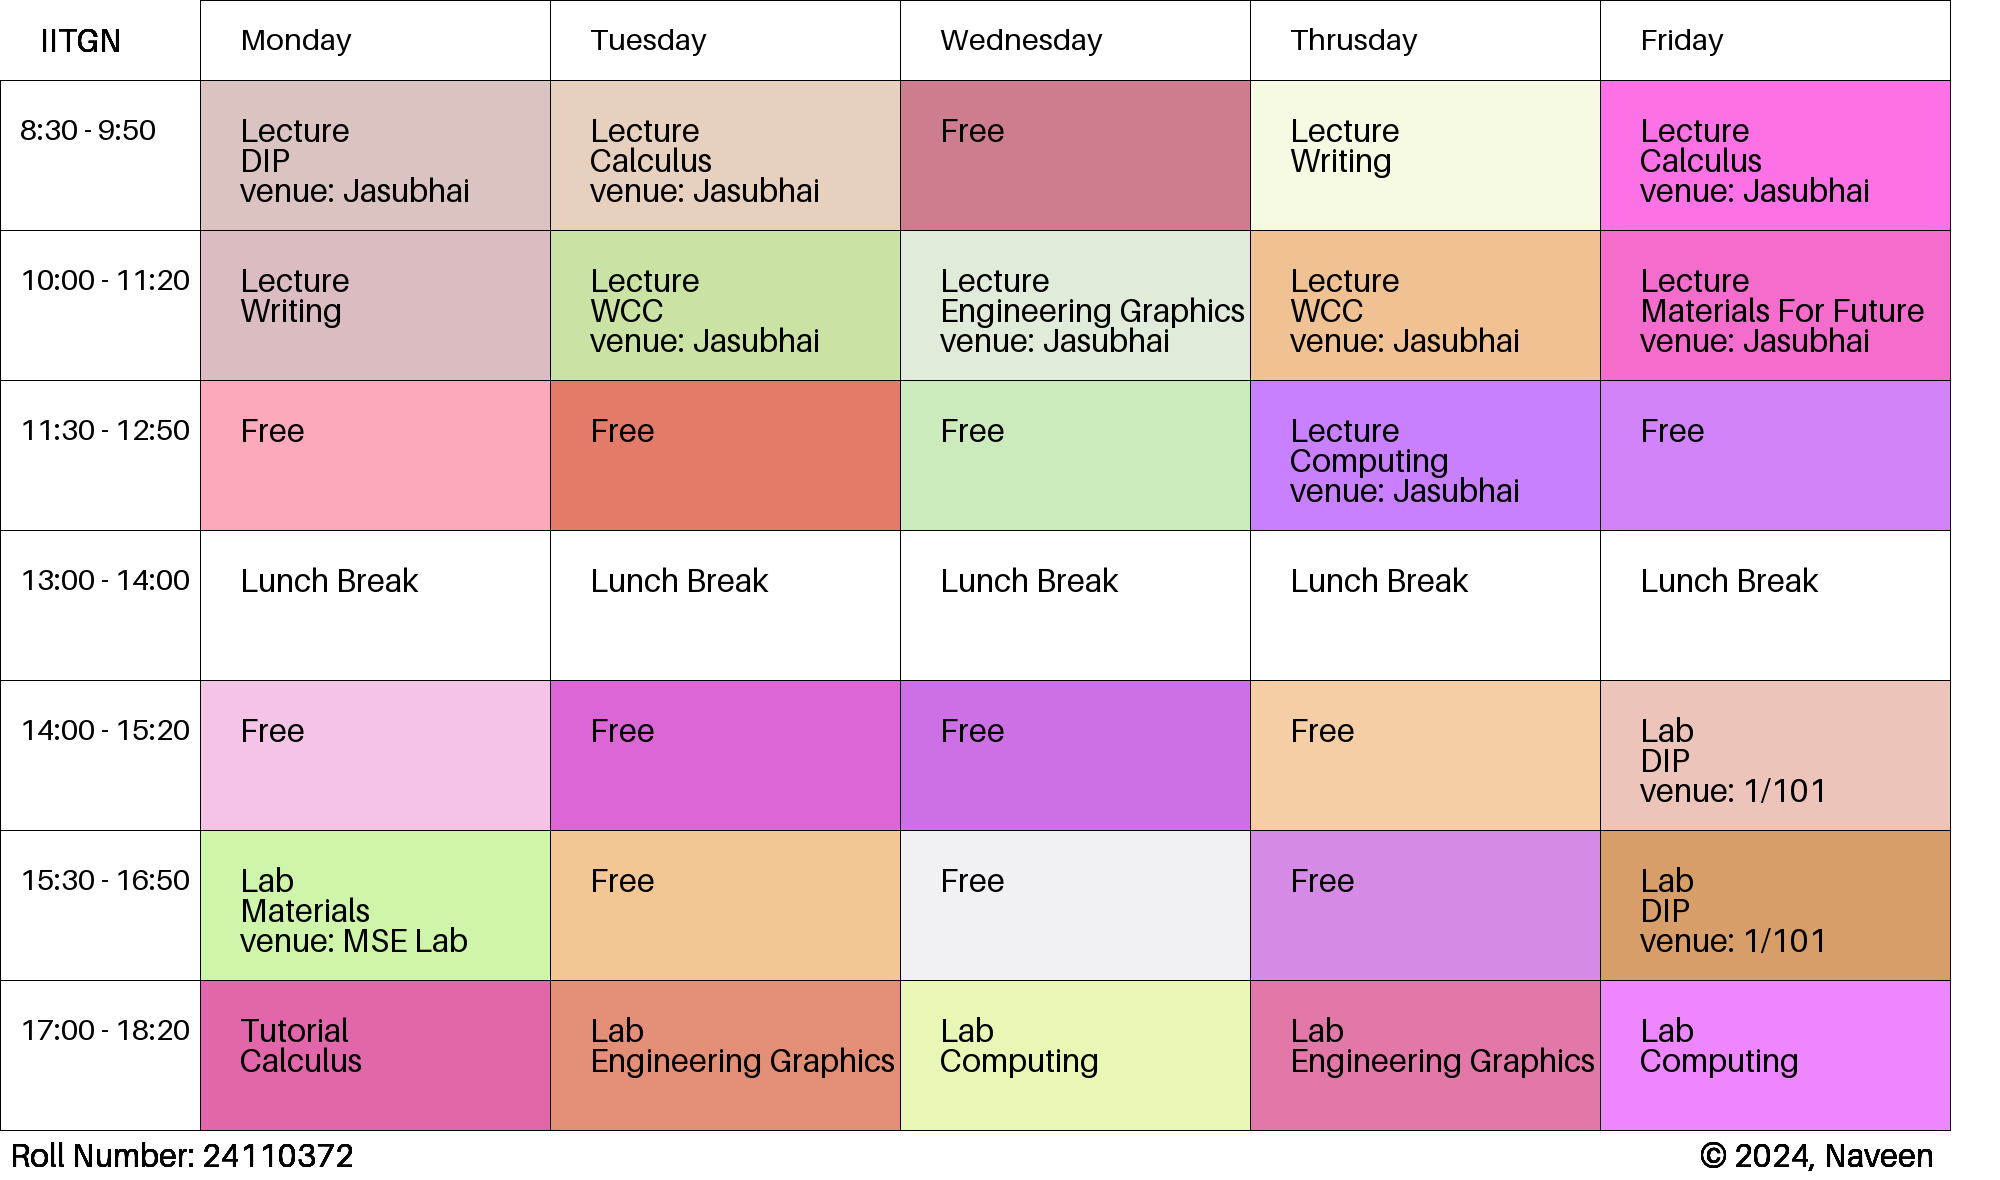 IITGN
Monday
Tuesday
Wednesday
Thrusday
Friday
8:30 - 9:50
Lecture
DIP
venue: Jasubhai
Lecture
Calculus
venue: Jasubhai
Free
Lecture
Writing
Lecture
Calculus
venue: Jasubhai
10:00 - 11:20
Lecture
Writing
Lecture
WCC
venue: Jasubhai
Lecture
Engineering Graphics
venue: Jasubhai
Lecture
WCC
venue: Jasubhai
Lecture
Materials For Future
venue: Jasubhai
11:30 - 12:50
Free
Free
Free
Lecture
Computing
venue: Jasubhai
Free
13:00 - 14:00
Lunch Break
Lunch Break
Lunch Break
Lunch Break
Lunch Break
14:00 - 15:20
Free
Free
Free
Free
Lab
DIP
venue: 1/101
15:30 - 16:50
Lab
Materials
venue: MSE Lab
Free
Free
Free
Lab
DIP
venue: 1/101
17:00 - 18:20
Tutorial
Calculus
Lab
Engineering Graphics
Lab
Computing
Lab
Engineering Graphics
Lab
Computing
Roll Number: 24110372
© 2024, Naveen